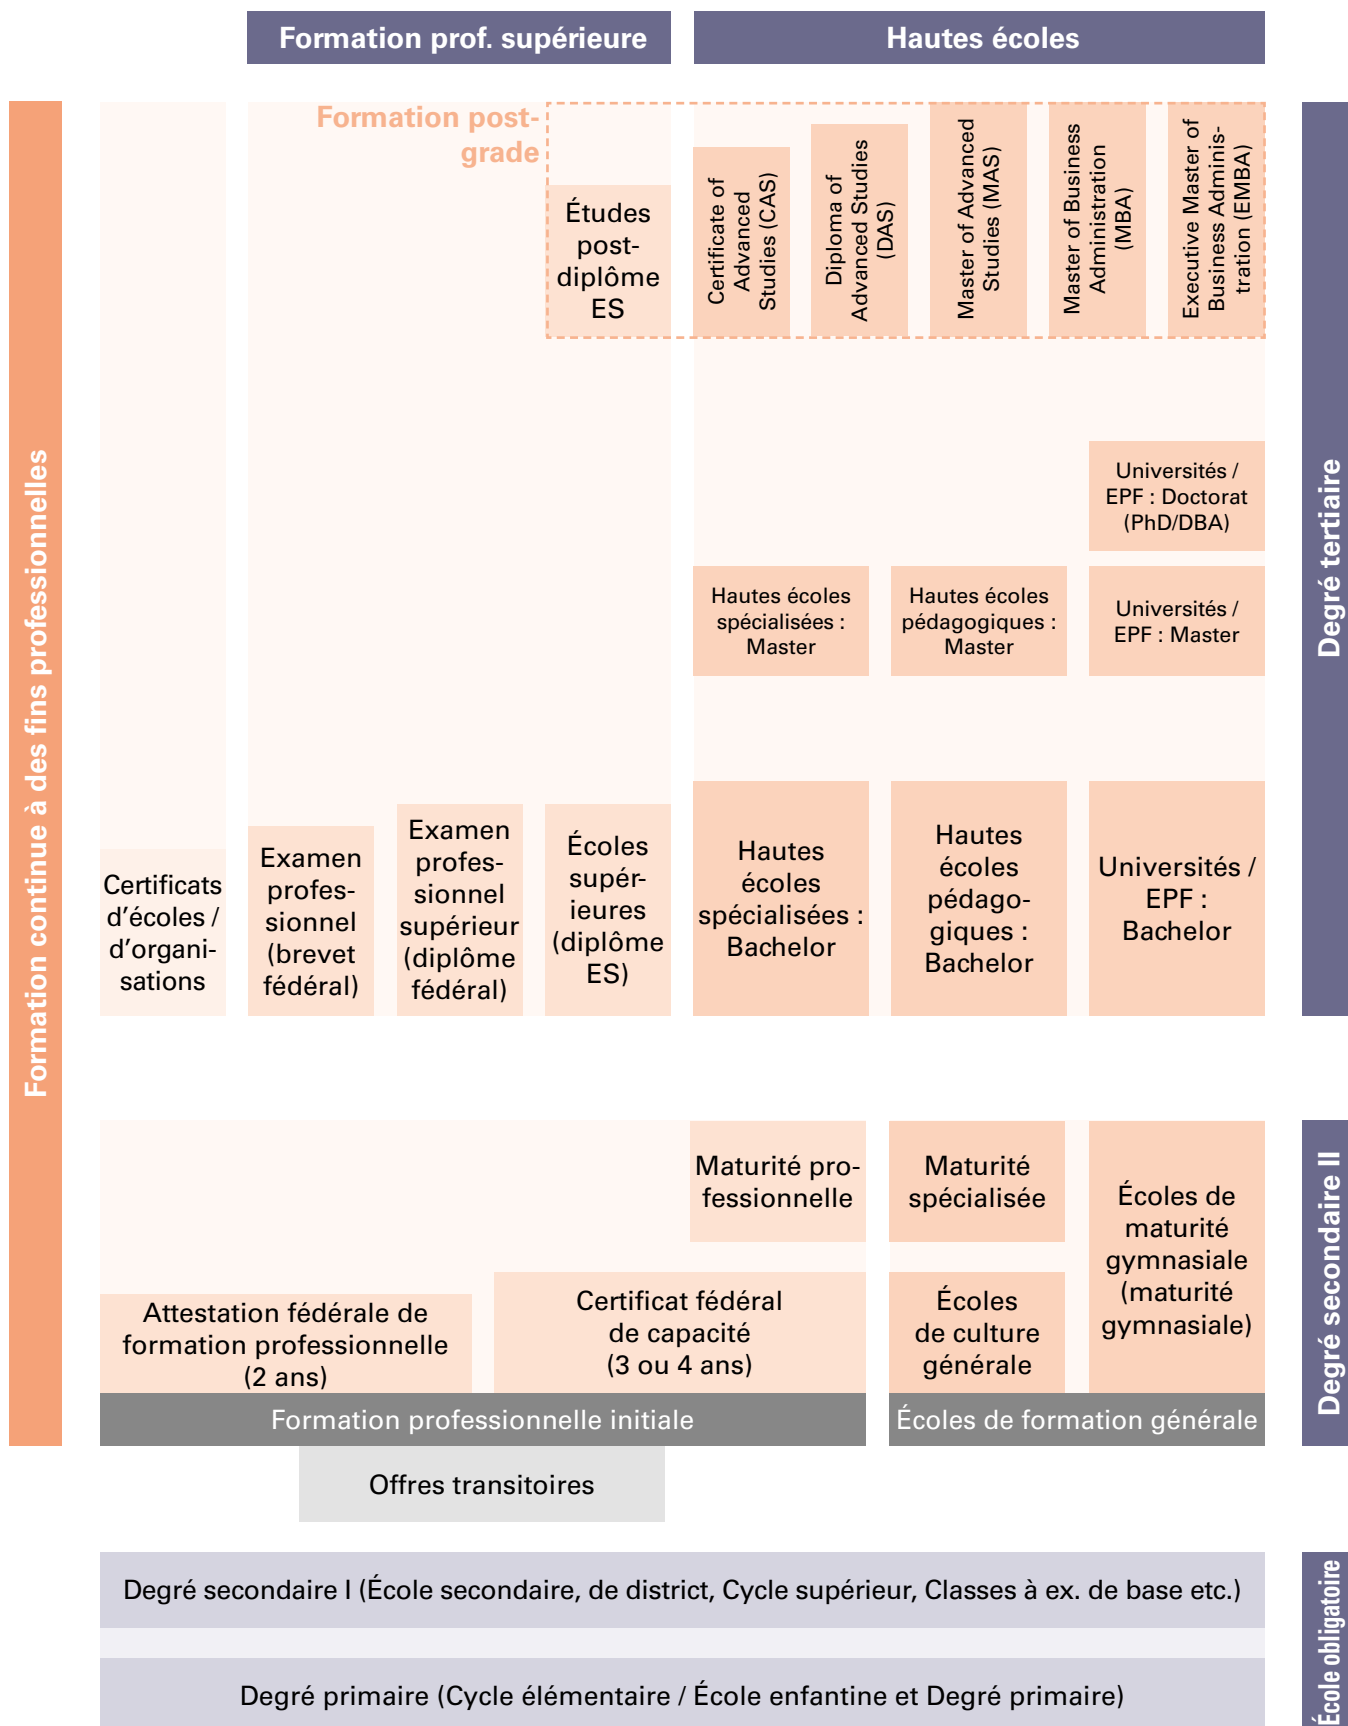 Formation prof. supérieure
Hautes écoles
Formation continue à des fins professionnelles
Formation post-
grade
Études
post-
diplôme
ES
Certificate of
Advanced
Studies (CAS)
Diploma of
Advanced Studies
(DAS)
Master of Advanced
Studies (MAS)
Master of Business
Administration
(MBA)
Executive Master of
Business Adminis-
tration (EMBA)
Degré tertiaire
Universités /
EPF : Doctorat
(PhD/DBA)
Hautes écoles
spécialisées :
Master
Hautes écoles
pédagogiques :
Master
Universités /
EPF : Master
Certificats
d'écoles /
d'organi-
sations
Examen
profes-
sionnel
(brevet
fédéral)
Examen
profes-
sionnel
supérieur
(diplôme
fédéral)
Écoles
supér-
ieures
(diplôme
ES)
Hautes
écoles
spécialisées :
Bachelor
Hautes
écoles
pédago-
giques :
Bachelor
Universités /
EPF :
Bachelor
Maturité pro-
fessionnelle
Maturité
spécialisée
Écoles de
maturité
gymnasiale
(maturité
gymnasiale)
Degré secondaire II
Attestation fédérale de
formation professionnelle
(2 ans)
Certificat fédéral
de capacité
(3 ou 4 ans)
Écoles
de culture
générale
Formation professionnelle initiale
Écoles de formation générale
Offres transitoires
Degré secondaire I (École secondaire, de district, Cycle supérieur, Classes à ex. de base etc.)
Degré primaire (Cycle élémentaire / École enfantine et Degré primaire)
École obligatoire